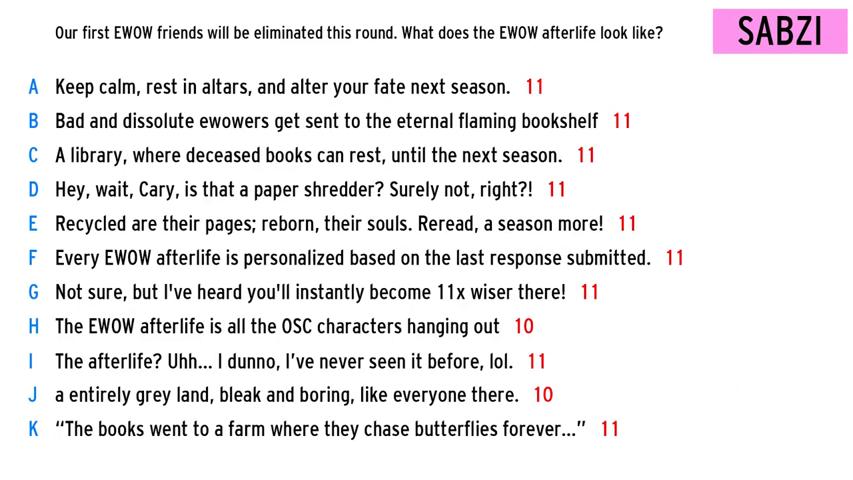 Our first EWOW friends will be eliminated this round. What does the EWOW afterlife look like?
SABZI
A Keep calm, rest in altars, and alter your fate next season. 11
B Bad and dissolute ewowers get sent to the eternal flaming bookshelf 11
C A library, where deceased books can rest, until the next season. 11
D Hey, wait, Cary, is that a paper shredder? Surely not, right?! 11
E Recycled are their pages; reborn, their souls. Reread, a season more! 11
F Every EWOW afterlife is personalized based on the last response submitted. 11
G Not sure, but I've heard you'll instantly become 11x wiser there! 11
H The EWOW afterlife is all the OSC characters hanging out 10
I The afterlife? Uhh... I dunno, I’ve never seen it before, lol. 11
J a entirely grey land, bleak and boring, like everyone there. 10
K “The books went to a farm where they chase butterflies forever...” 11